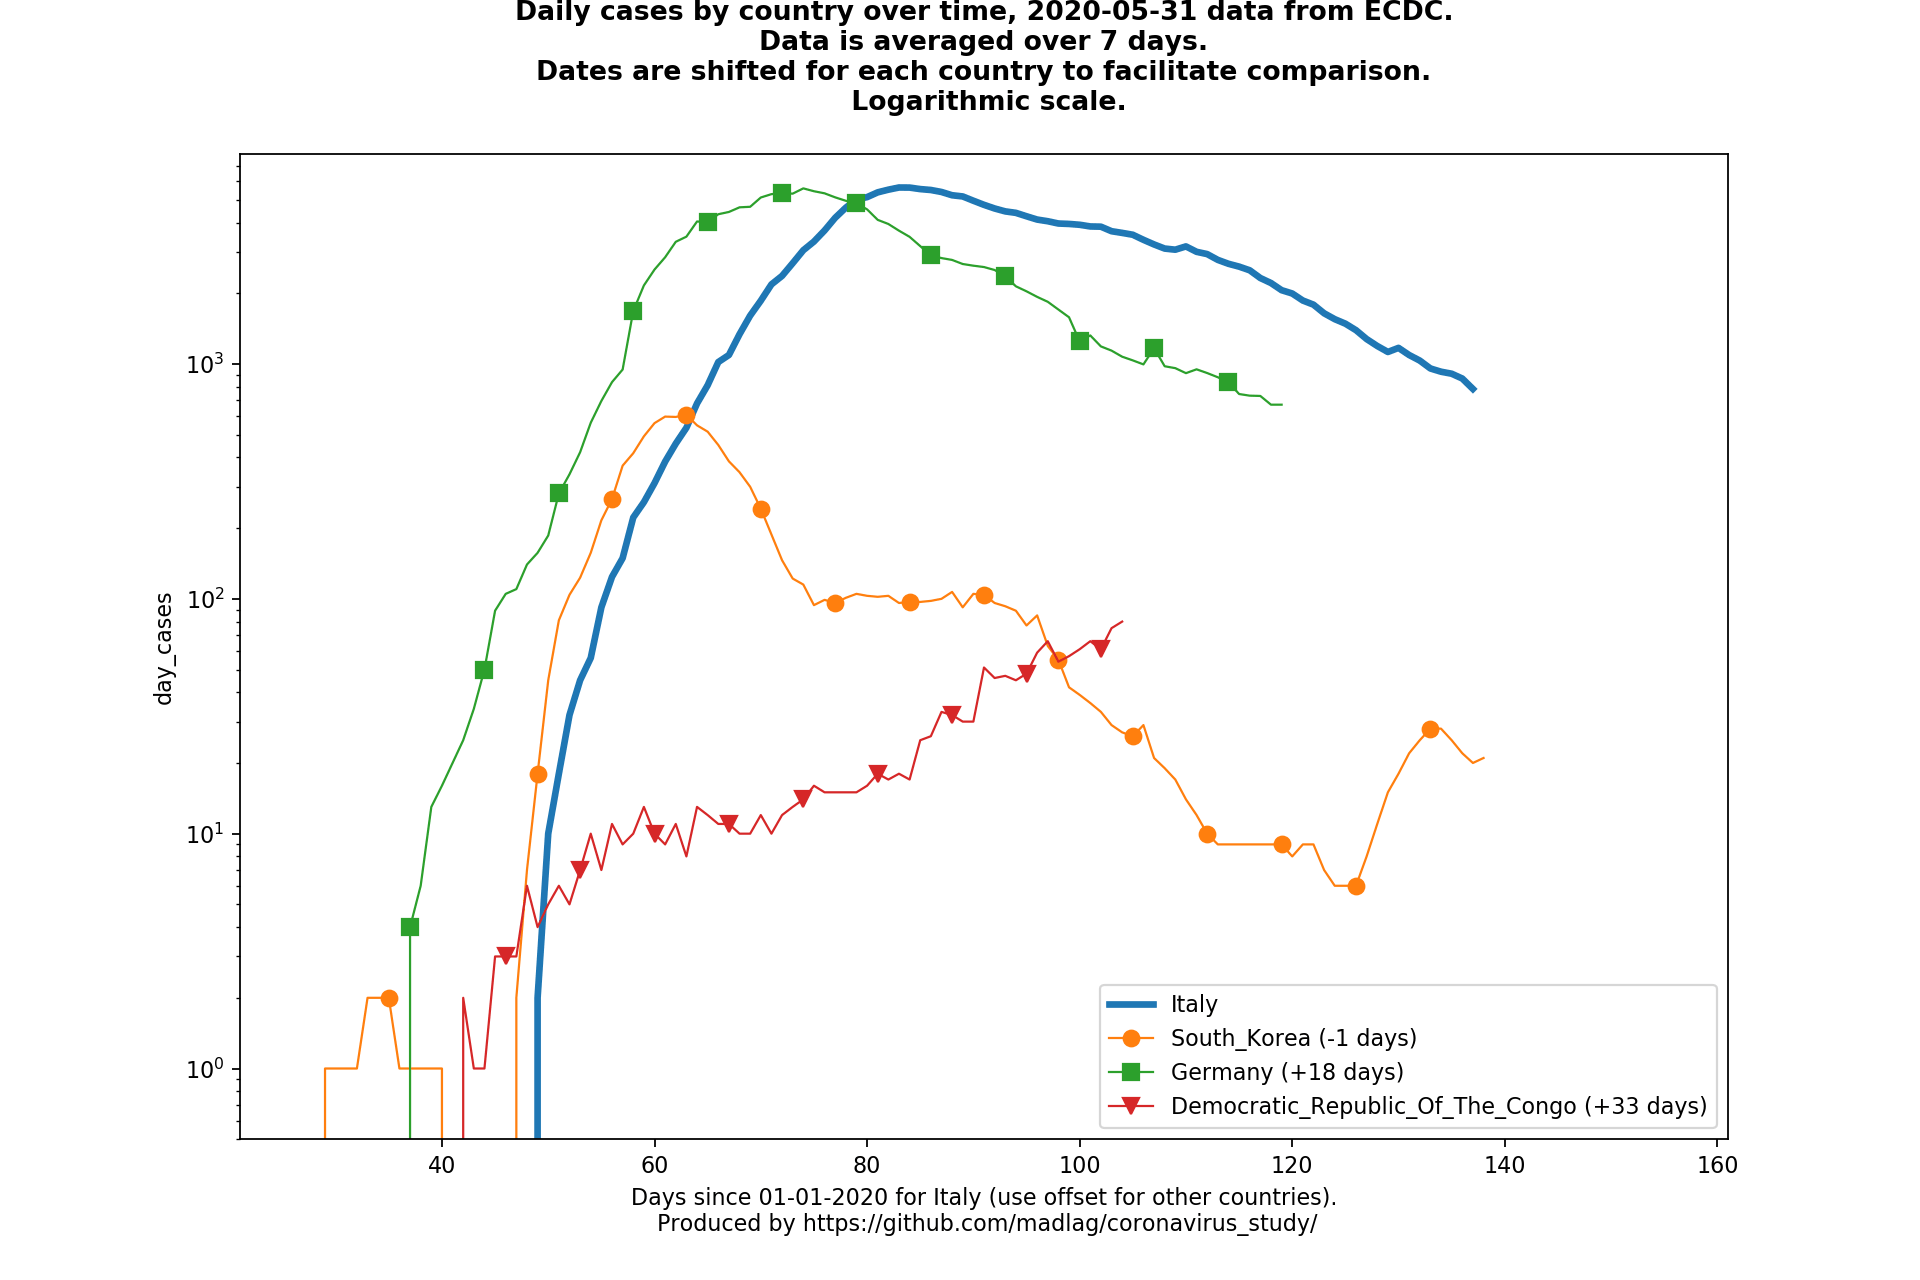 Daily cases by country over time, 2020-05-31 data from ECDC.
Data is averaged over 7 days.
Dates are shifted for each country to facilitate comparison.
Logarithmic scale.
day_cases
10³
10²
10¹
10⁰
Italy
South_Korea (-1 days)
Germany (+18 days)
Democratic_Republic_Of_The_Congo (+33 days)
40 60 80 100 120 140 160
Days since 01-01-2020 for Italy (use offset for other countries).
Produced by https://github.com/madlag/coronavirus_study/